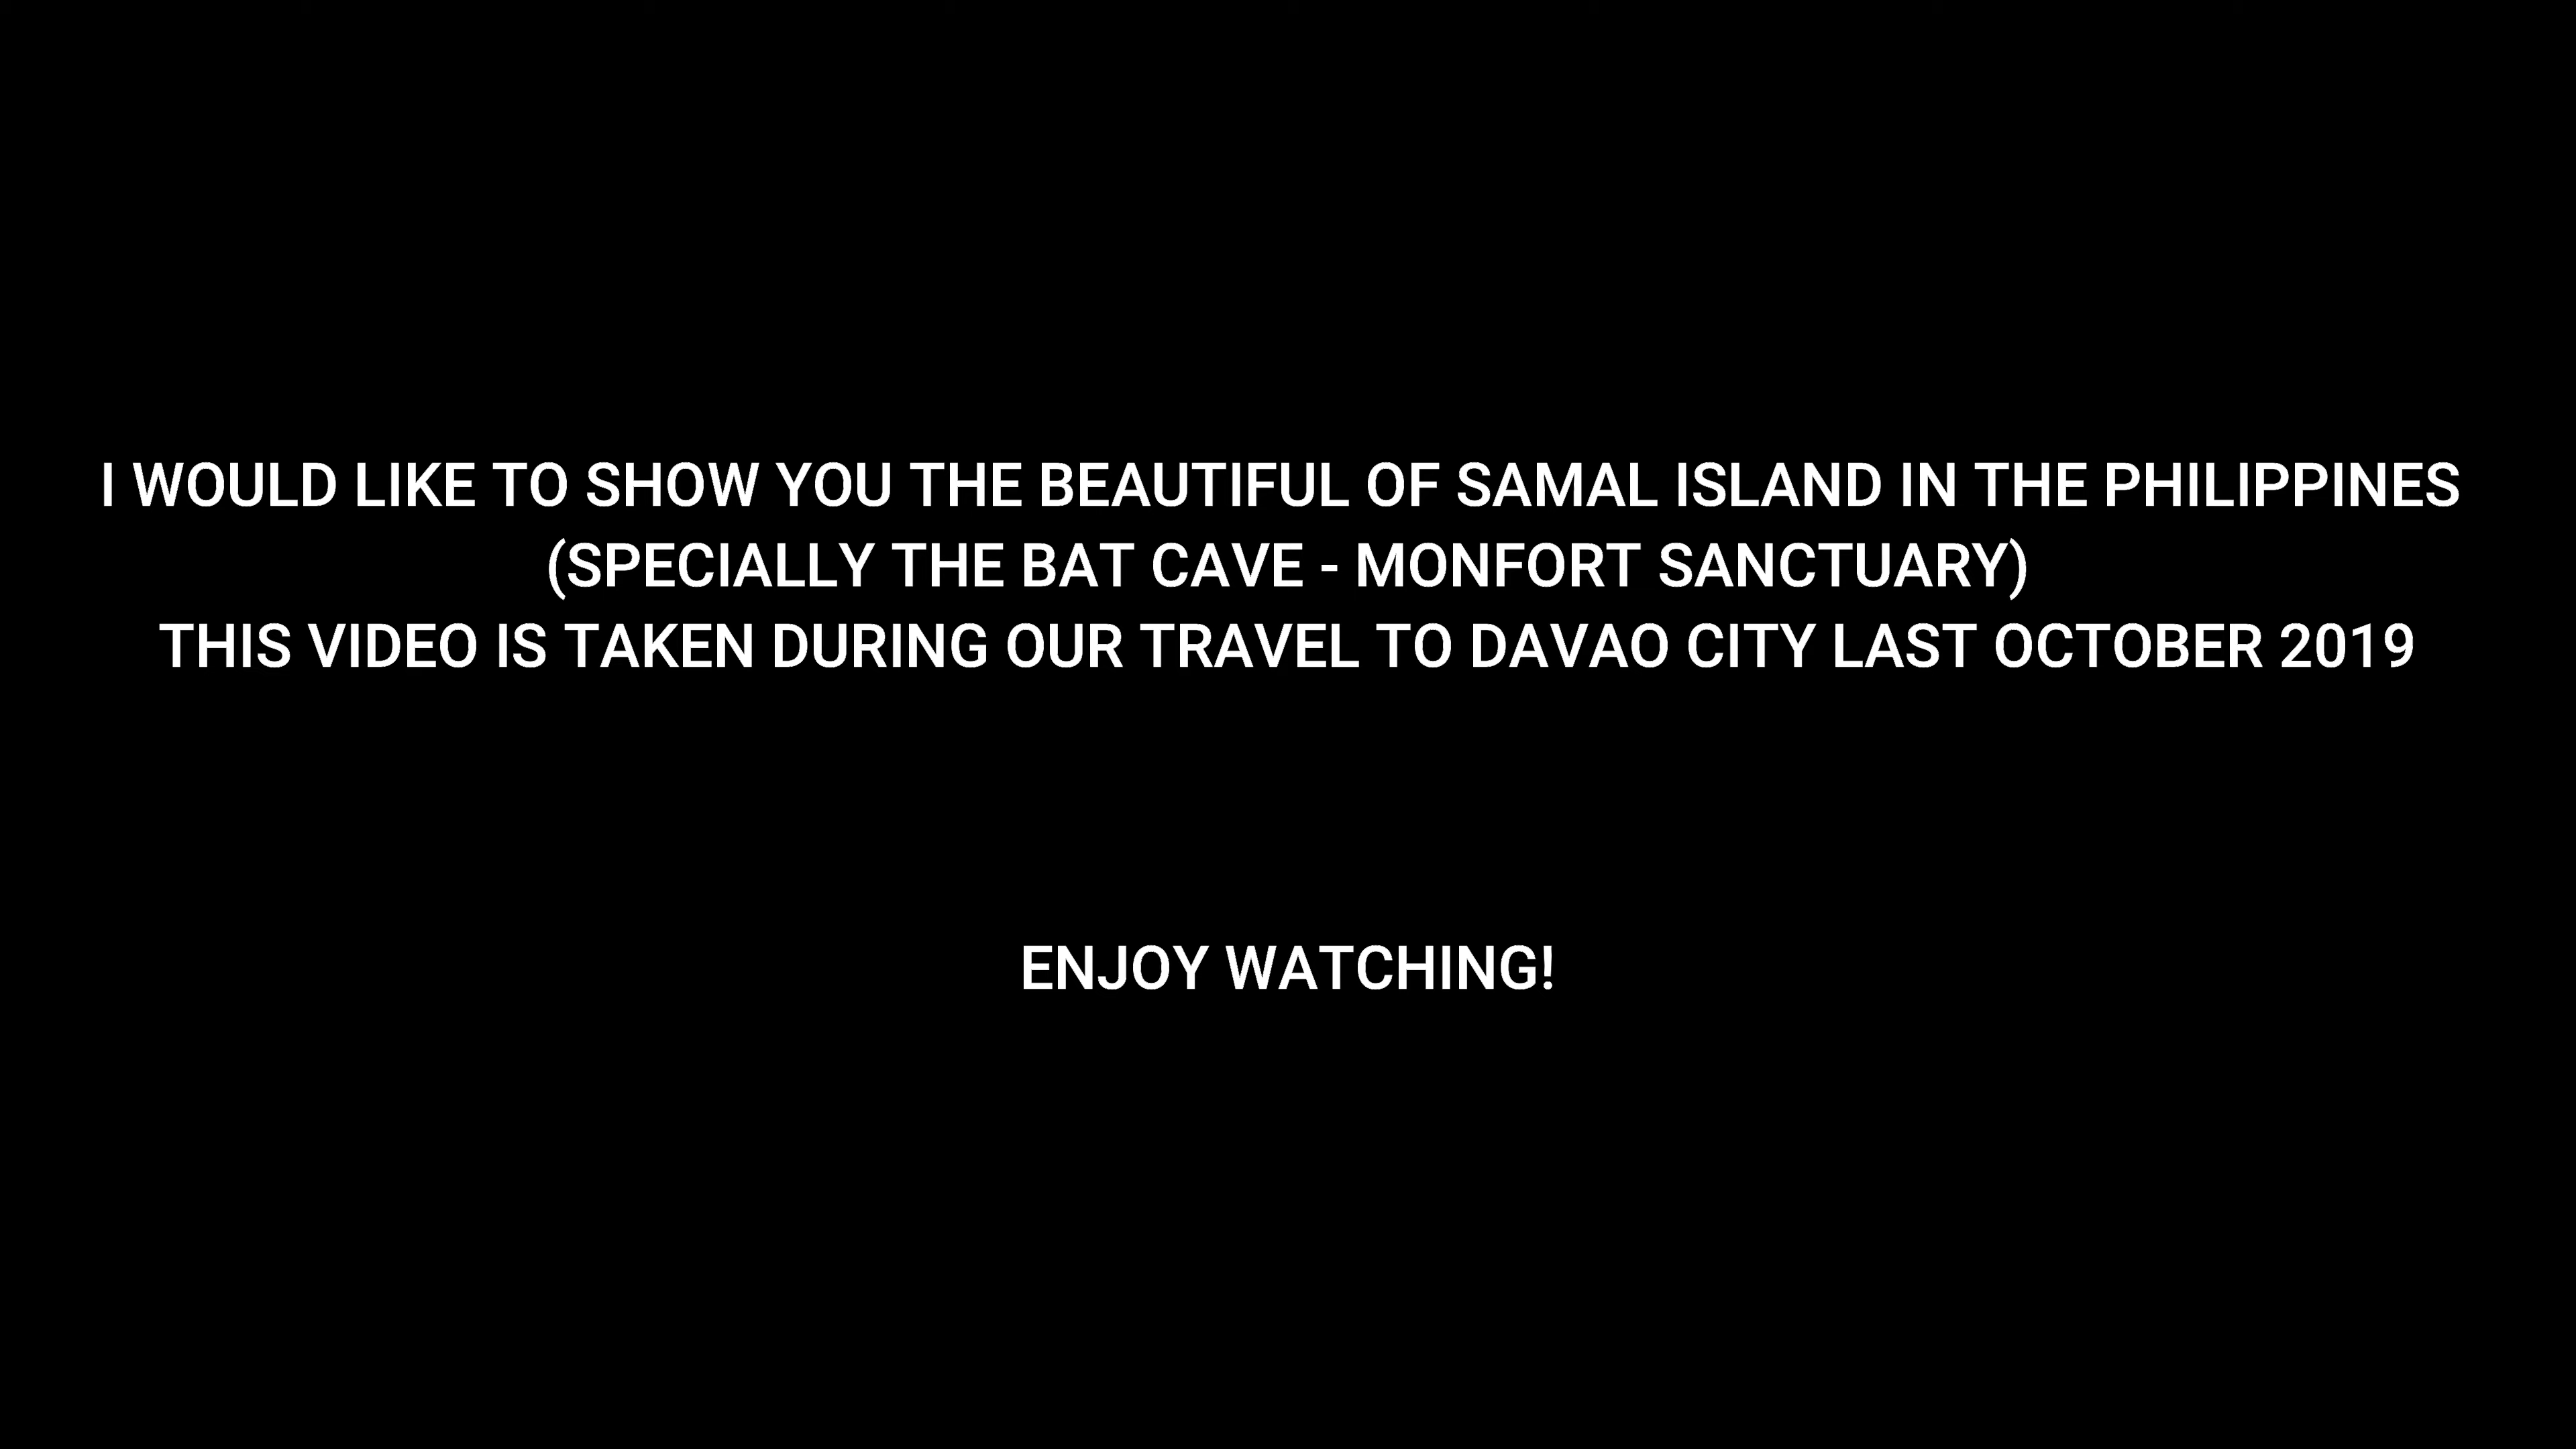 I WOULD LIKE TO SHOW YOU THE BEAUTIFUL OF SAMAL ISLAND IN THE PHILIPPINES
(SPECIALLY THE BAT CAVE - MONFORT SANCTUARY)
THIS VIDEO IS TAKEN DURING OUR TRAVEL TO DAVAO CITY LAST OCTOBER 2019
ENJOY WATCHING!